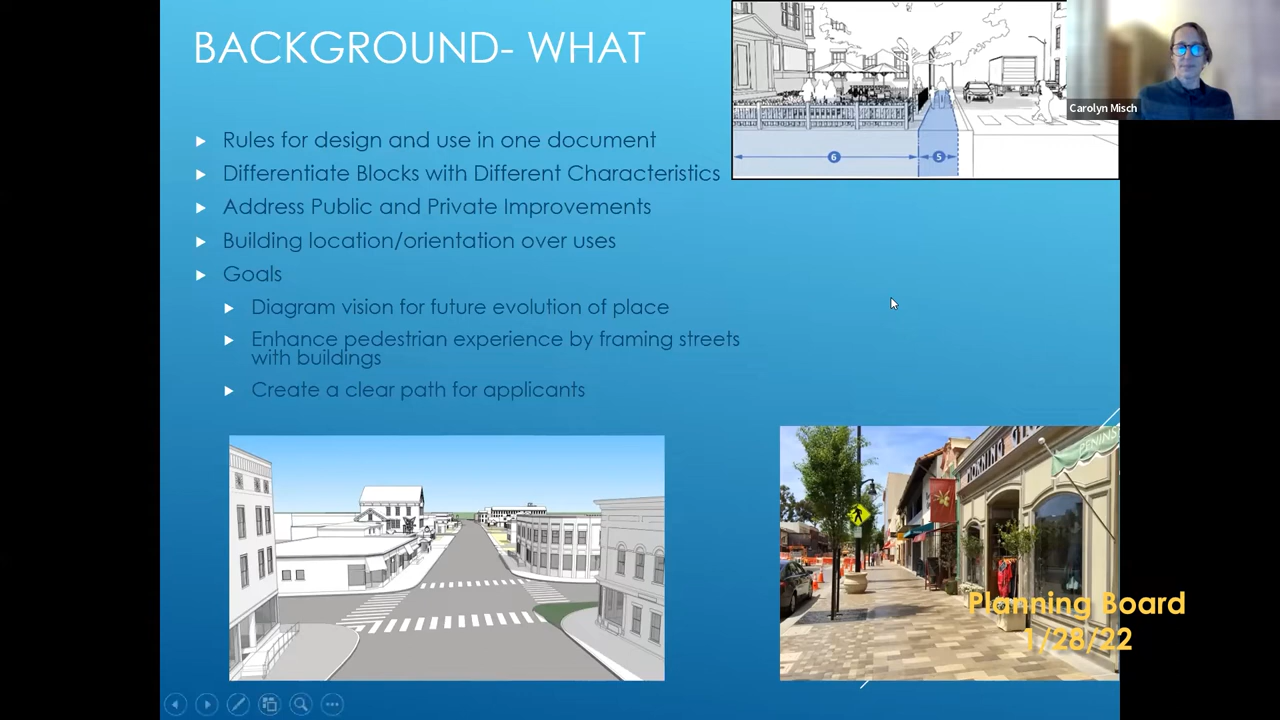 BACKGROUND- WHAT
Carolyn Misch
Rules for design and use in one document
Differentiate Blocks with Different Characteristics
Address Public and Private Improvements
Building location/orientation over uses
Goals
Diagram vision for future evolution of place
Enhance pedestrian experience by framing streets
with buildings
Create a clear path for applicants
6
5
PENINS
Planning Board
1/28/22